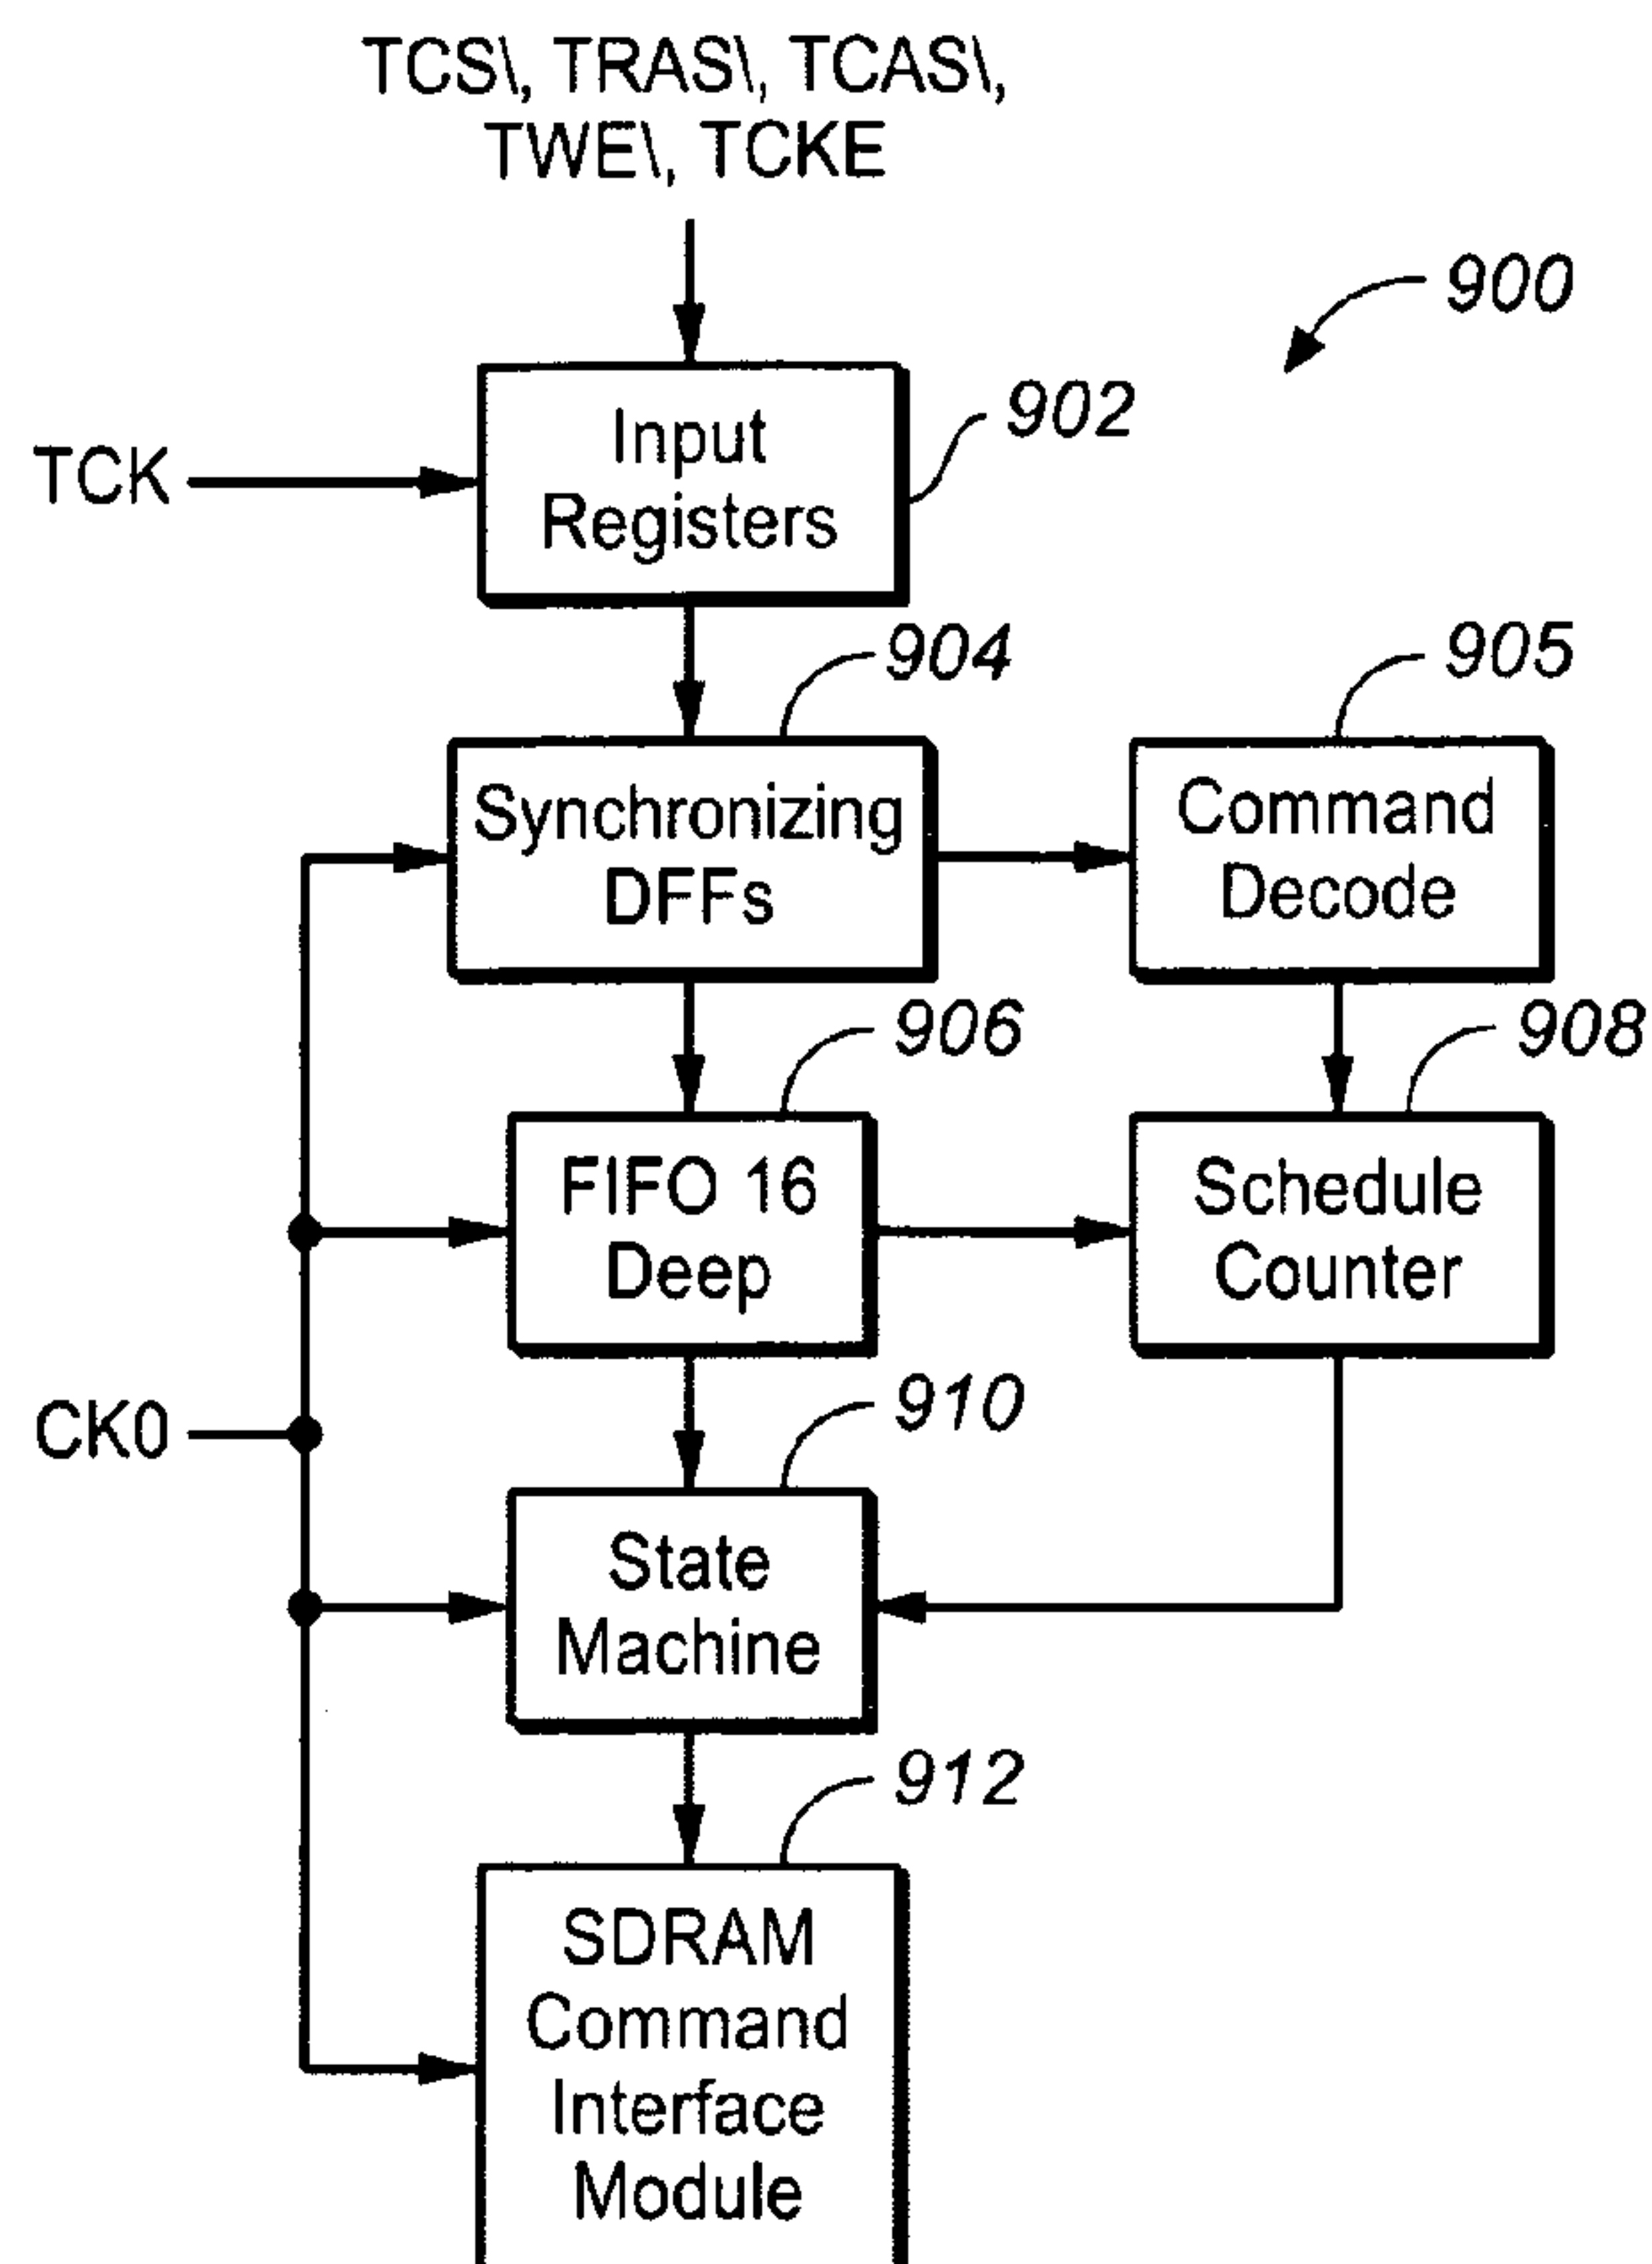 TCS\, TRAS\, TCAS\,
TWE\, TCKE
900
902
TCK
Input
Registers
904
905
Synchronizing
DFFs
Command
Decode
906
908
FIFO 16
Deep
Schedule
Counter
CK0
910
State
Machine
912
SDRAM
Command
Interface
Module